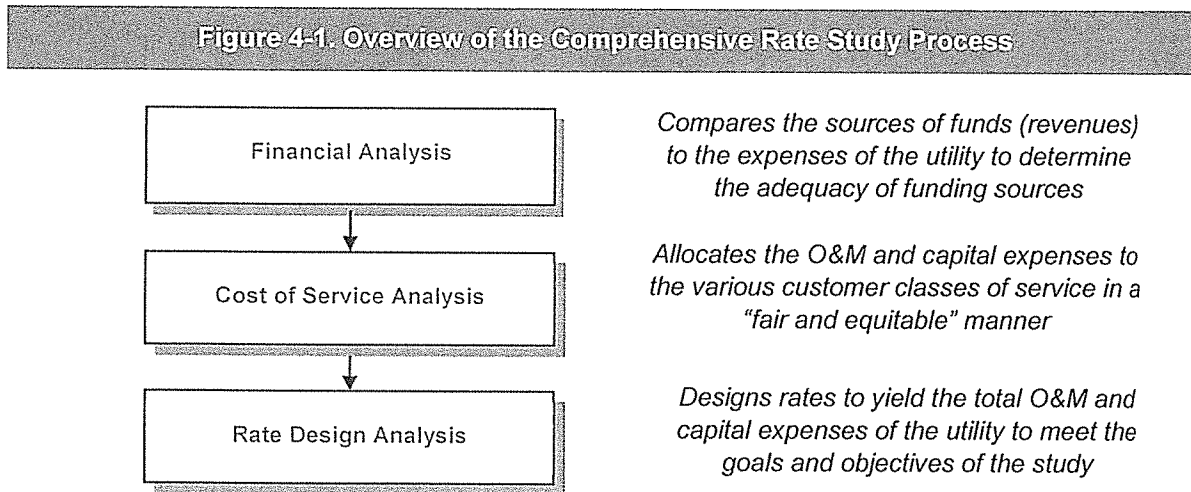 Figure 4-1. Overview of the Comprehensive Rate Study Process
Financial Analysis
Compares the sources of funds (revenues)
to the expenses of the utility to determine
the adequacy of funding sources
Cost of Service Analysis
Allocates the O&M and capital expenses to
the various customer classes of service in a
“fair and equitable” manner
Rate Design Analysis
Designs rates to yield the total O&M and
capital expenses of the utility to meet the
goals and objectives of the study